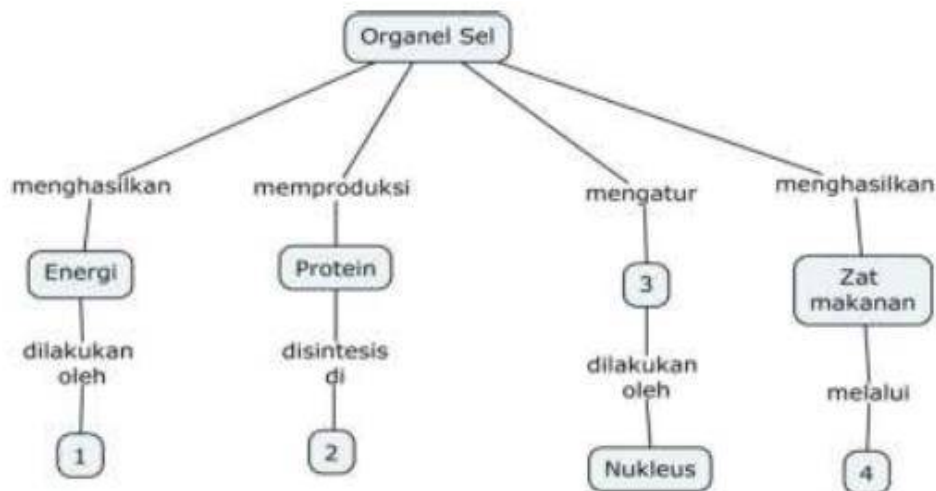 Organel Sel
menghasilkan
memproduksi
mengatur
menghasilkan
Energi
Protein
3
Zat
makanan
dilakukan
oleh
disintesis
di
dilakukan
oleh
melalui
1
2
Nukleus
4